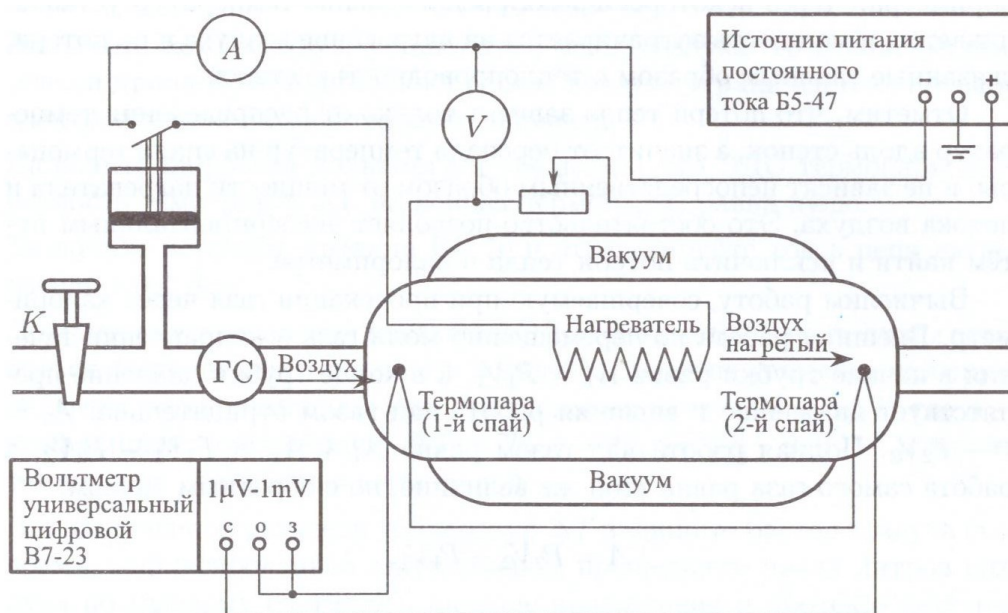 A
V
Источник питания
постоянного
тока Б5-47
− +
К
ГС
Воздух
Вакуум
Нагреватель
Воздух
нагретый
Термопара
(1-й спай)
Термопара
(2-й спай)
Вакуум
Вольтметр
универсальный
цифровой
В7-23
1μV-1mV
с о з